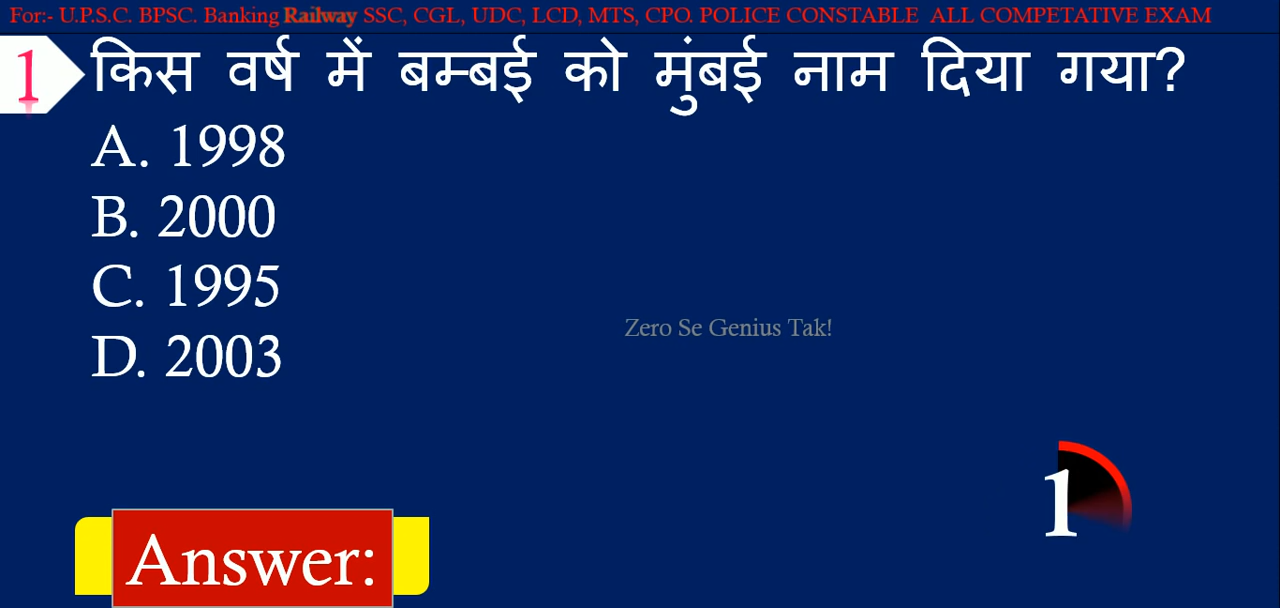 For:- U.P.S.C. BPSC. Banking Railway SSC, CGL, UDC, LCD, MTS, CPO. POLICE CONSTABLE ALL COMPETATIVE EXAM
1 किस वर्ष में बम्बई को मुंबई नाम दिया गया?
A. 1998
B. 2000
C. 1995
Zero Se Genius Tak!
D. 2003
1
Answer: